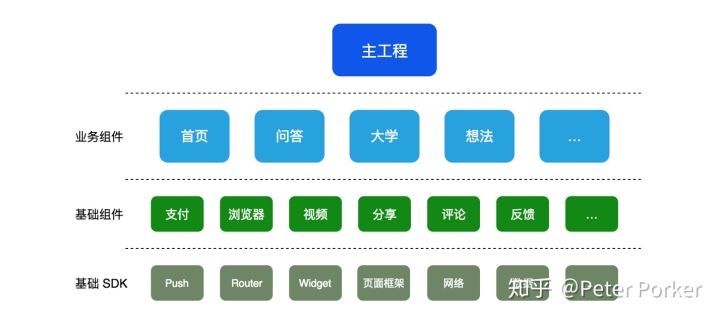 主工程
业务组件
首页
问答
大学
想法
...
基础组件
支付
浏览器
视频
分享
评论
反馈
...
基础 SDK
Push
Router
Widget
页面框架
网络
知乎 @Peter Porker